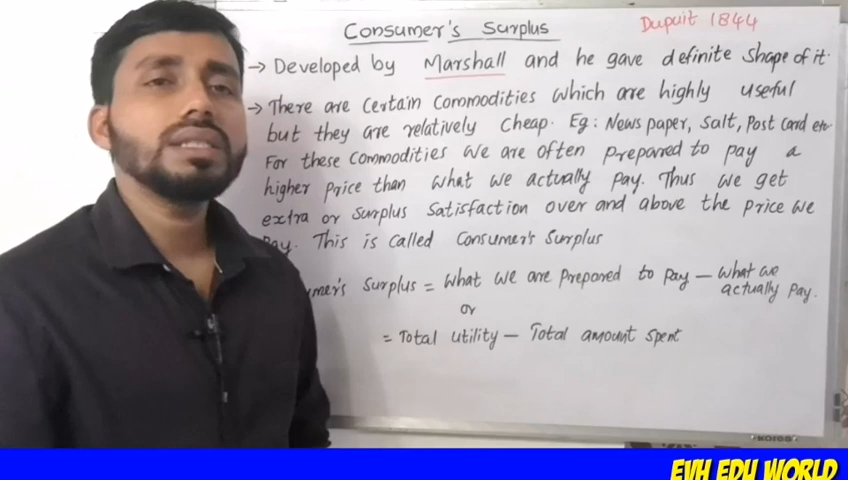 Consumer's Surplus
Dupuit 1844
→ Developed by Marshall and he gave definite shape of it.
→ There are certain commodities which are highly useful
but they are relatively cheap. Eg: Newspaper, Salt, Post card etc.
For these commodities we are often prepared to pay a
higher price than what we actually pay. Thus we get
extra or surplus satisfaction over and above the price we
Pay. This is called Consumer's Surplus
umer's Surplus = What we are prepared to pay — what we
actually pay.
or
= Total utility — Total amount spent
KOREA
EVH EDU WORLD